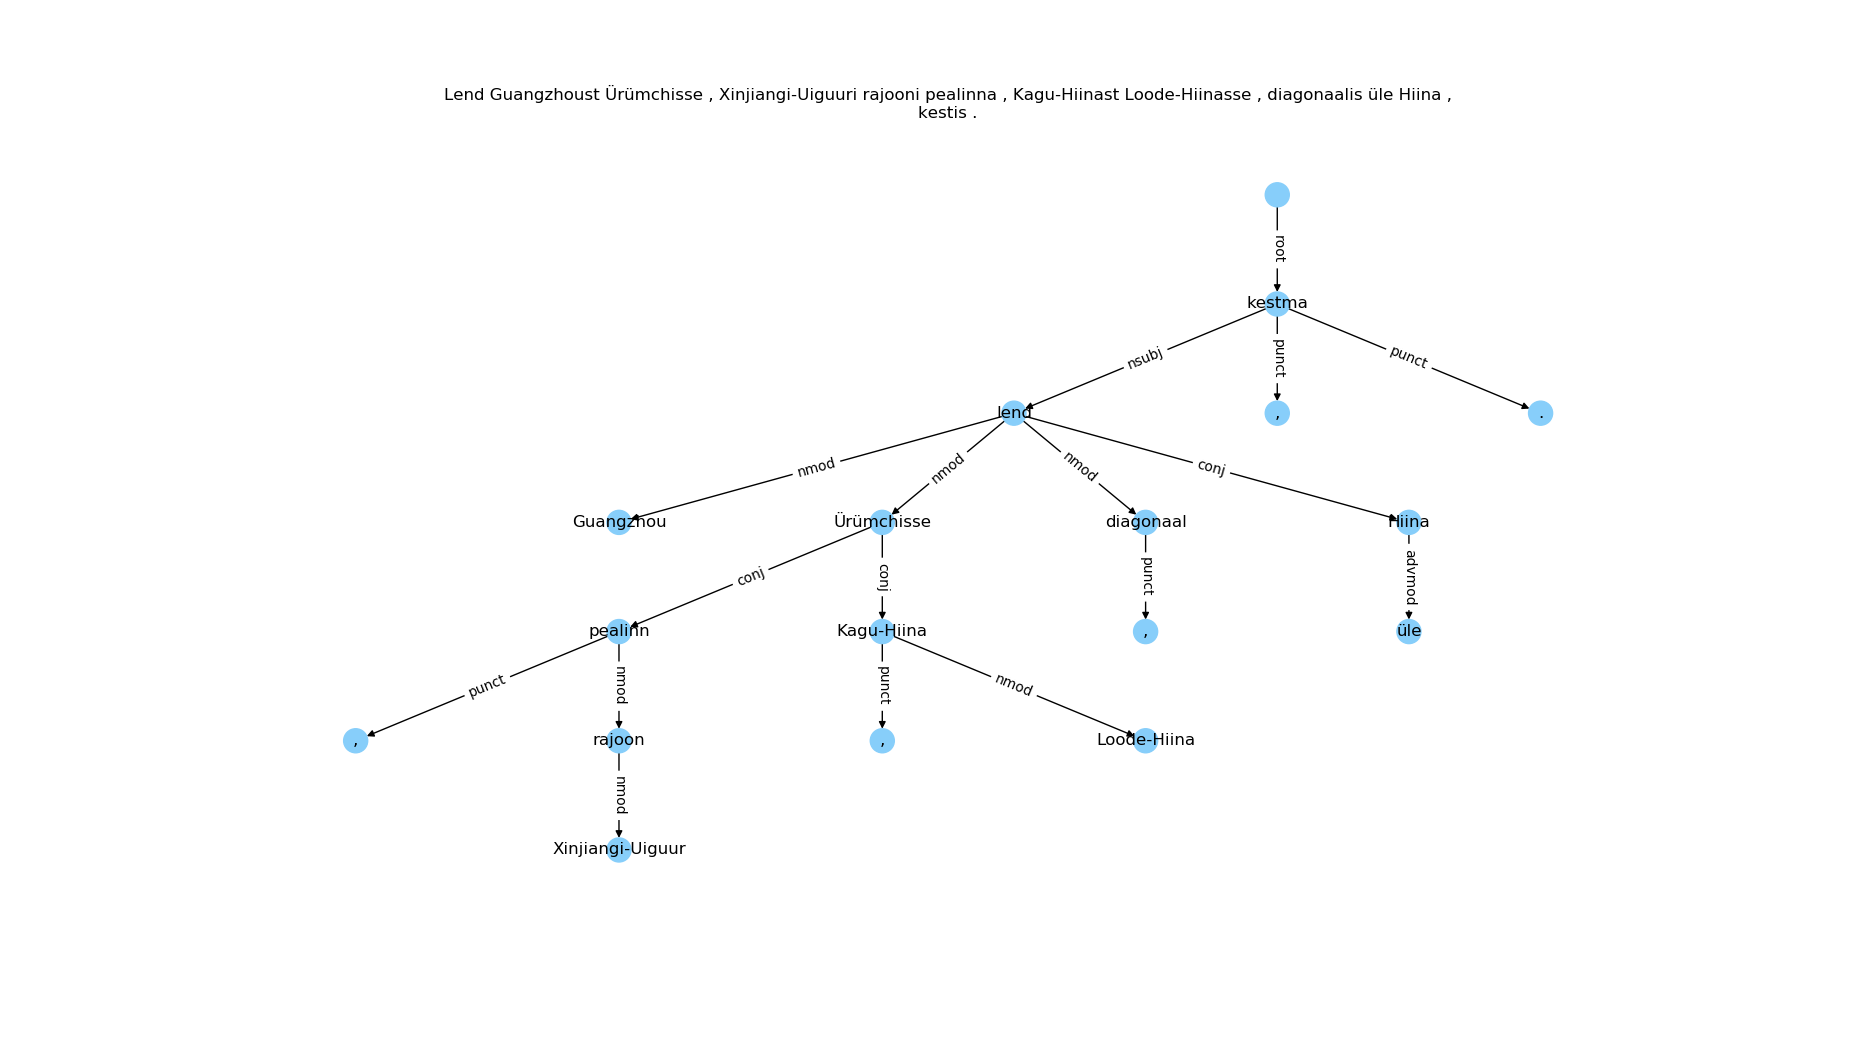 Lend Guangzhoust Ürümchisse , Xinjiangi-Uiguuri rajooni pealinna , Kagu-Hiinast Loode-Hiinasse , diagonaalis üle Hiina ,
kestis .
root
kestma
nsubj punct punct
lend , .
nmod nmod nmod conj
Guangzhou Ürümchisse diagonaal Hiina
conj conj punct advmod
pealinn Kagu-Hiina , üle
punct nmod punct nmod
, rajoon , Loode-Hiina
nmod
Xinjiangi-Uiguur